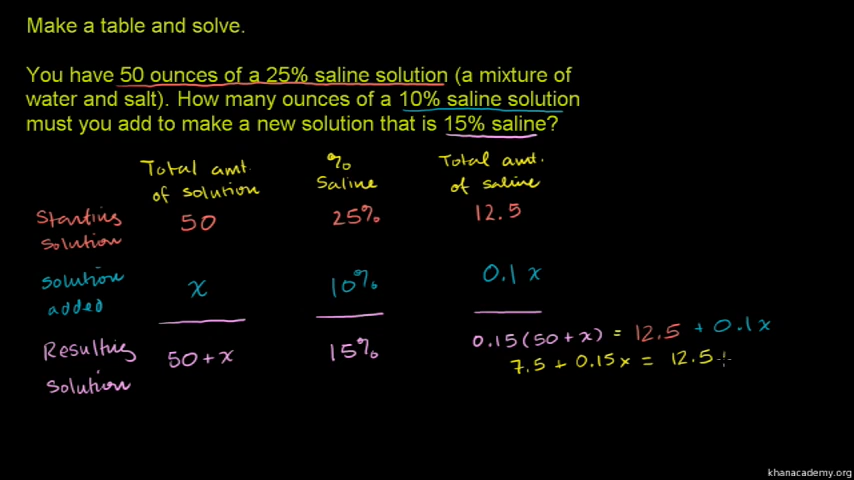 Make a table and solve.
You have 50 ounces of a 25% saline solution (a mixture of
water and salt). How many ounces of a 10% saline solution
must you add to make a new solution that is 15% saline?
Total amt. % Total amt.
of solution Saline of saline
Starting 50 25% 12.5
solution
solution x 10% 0.1 x
added
Resulting 50+x 15% 0.15(50+x) = 12.5 + 0.1x
solution
7.5 + 0.15x = 12.5+
khanacademy.org